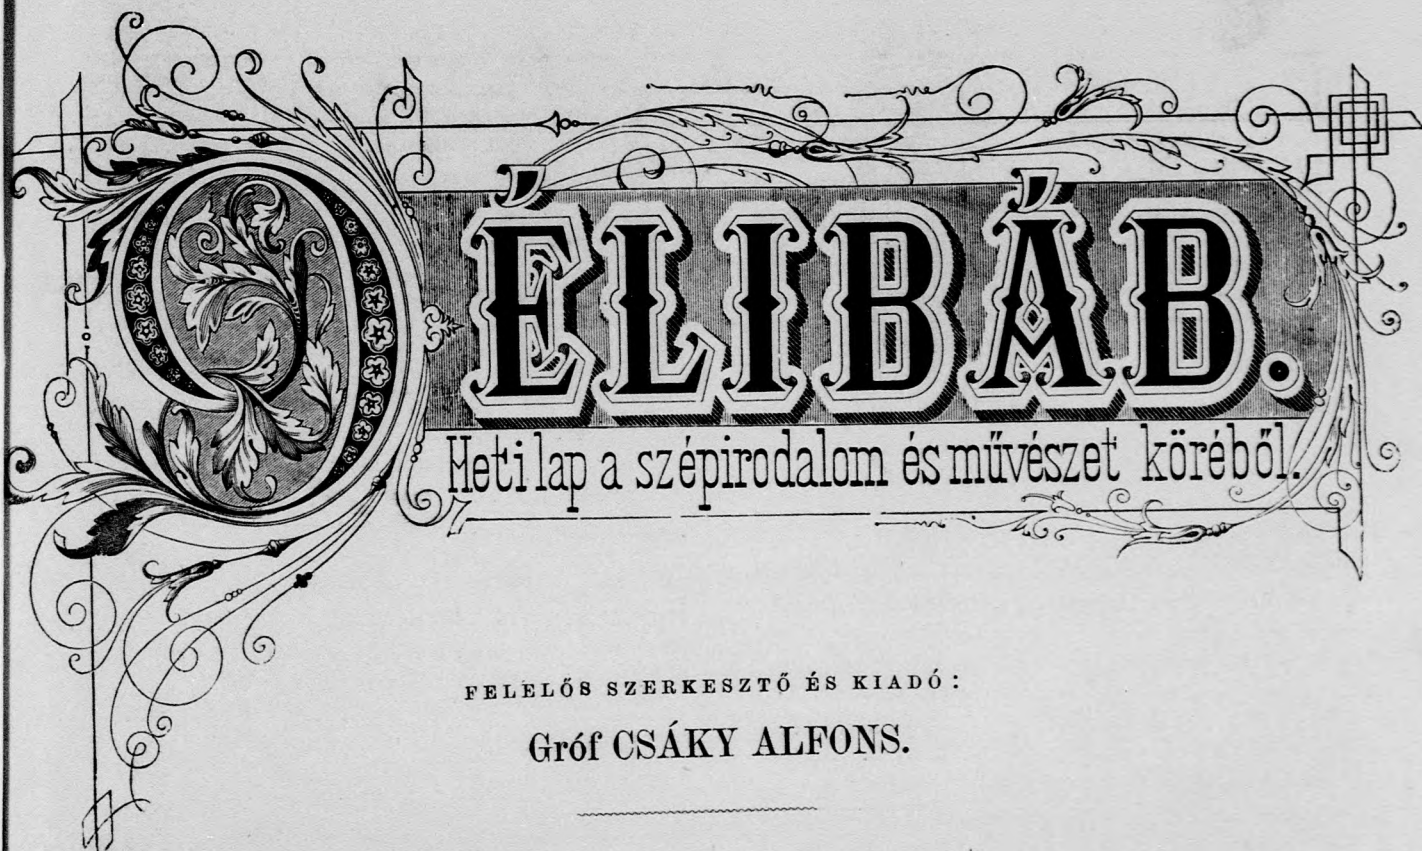 DÉLIBÁB.
Heti lap a szépirodalom és művészet köréből.
FELELŐS SZERKESZTŐ ÉS KIADÓ:
Gróf CSÁKY ALFONS.